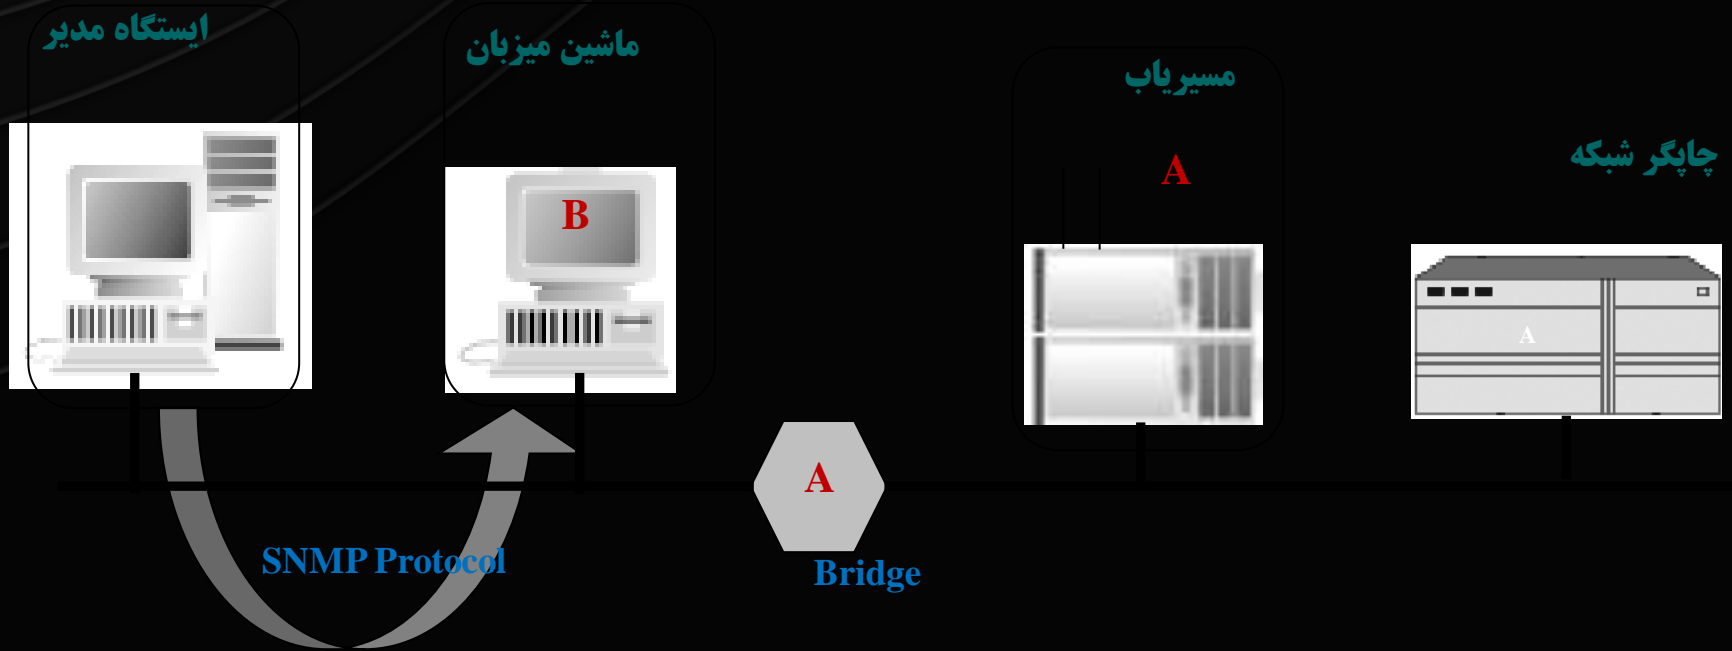 ایستگاه مدیر
ماشین میزبان
مسیریاب
چاپگر شبکه
B
A
A
A
SNMP Protocol
Bridge